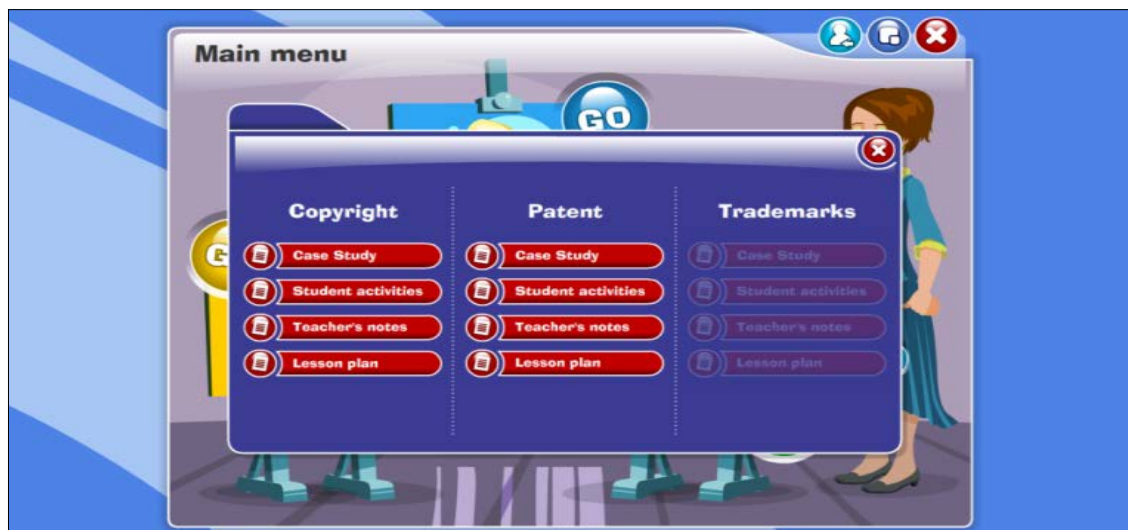 Main menu
GO
Copyright
Case Study
Student activities
Teacher's notes
Lesson plan
Patent
Case Study
Student activities
Teacher's notes
Lesson plan
Trademarks
Case Study
Student activities
Teacher's notes
Lesson plan